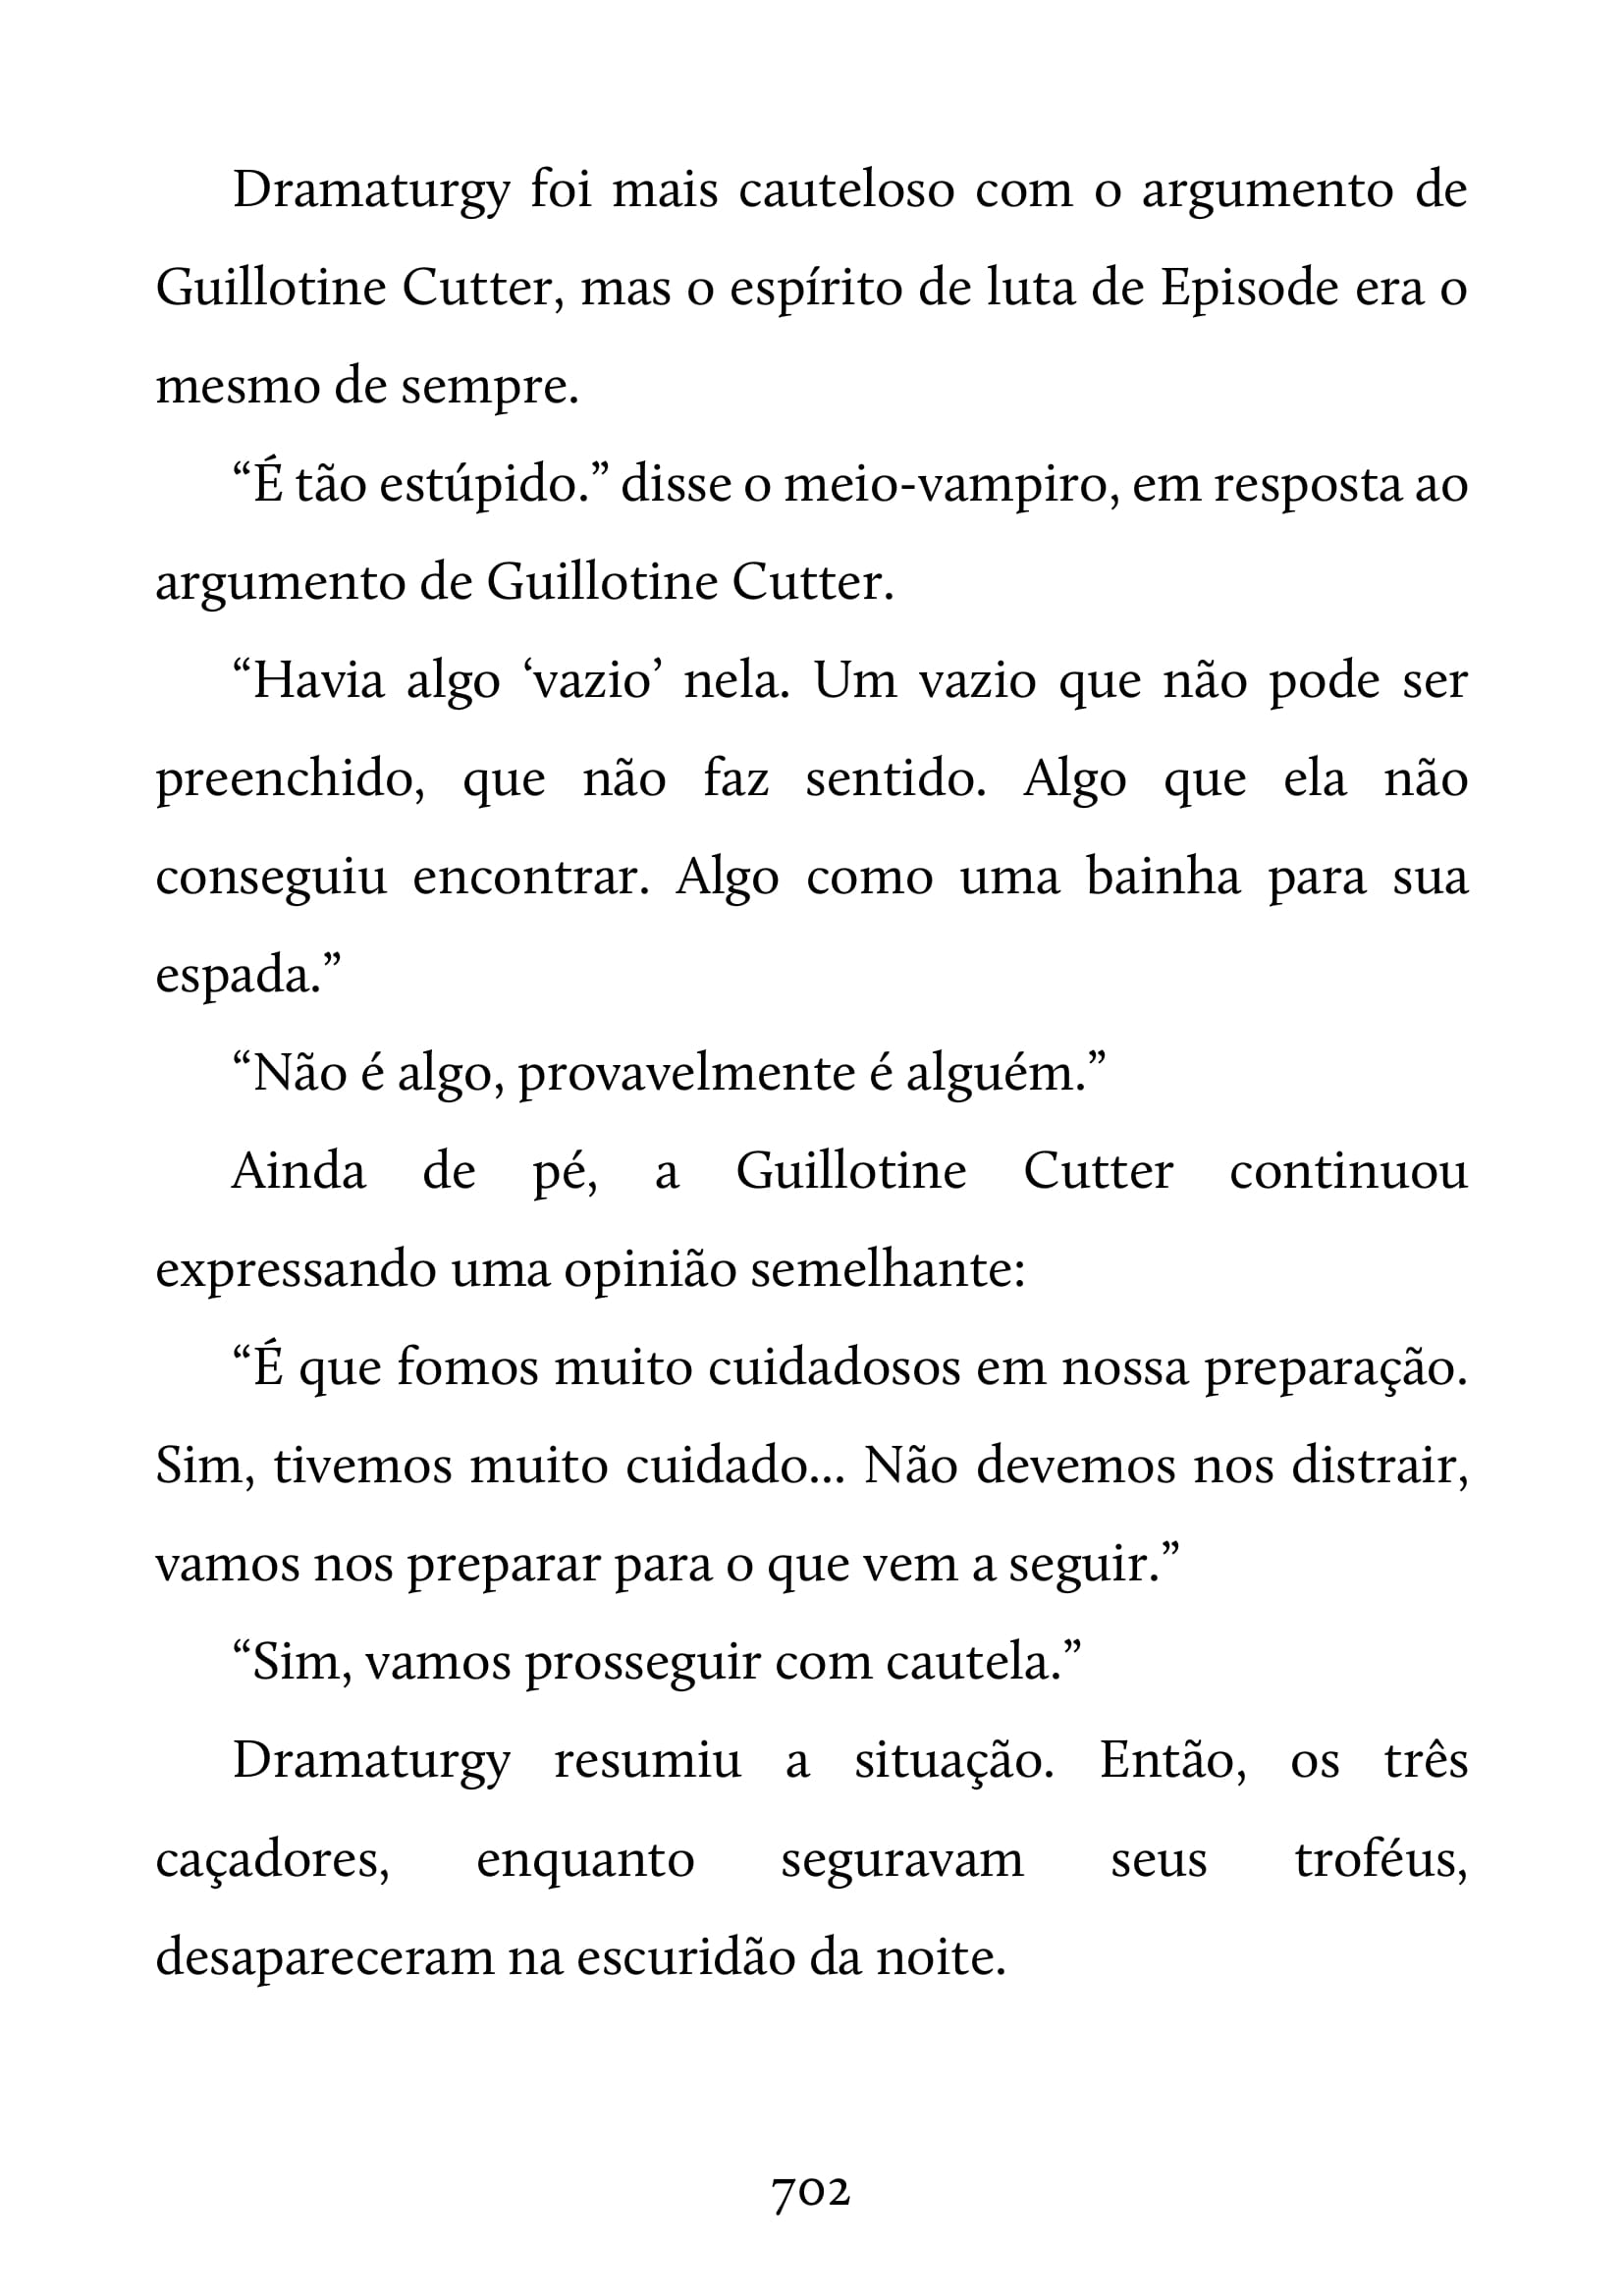 Dramaturgy foi mais cauteloso com o argumento de
Guillotine Cutter, mas o espírito de luta de Episode era o
mesmo de sempre.
“É tão estúpido.” disse o meio-vampiro, em resposta ao
argumento de Guillotine Cutter.
“Havia algo ‘vazio’ nela. Um vazio que não pode ser
preenchido, que não faz sentido. Algo que ela não
conseguiu encontrar. Algo como uma bainha para sua
espada.”
“Não é algo, provavelmente é alguém.”
Ainda de pé, a Guillotine Cutter continuou
expressando uma opinião semelhante:
“É que fomos muito cuidadosos em nossa preparação.
Sim, tivemos muito cuidado... Não devemos nos distrair,
vamos nos preparar para o que vem a seguir.”
“Sim, vamos prosseguir com cautela.”
Dramaturgy resumiu a situação. Então, os três
caçadores, enquanto seguravam seus troféus,
desapareceram na escuridão da noite.
702